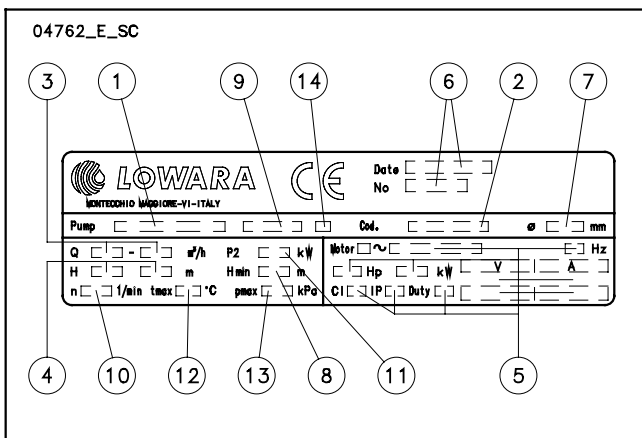 04762_E_SC
3 1 9 14 6 2 7
LOWARA CE Date
No
MONTECCHIO MAGGIORE-VI-ITALY
Pump Cod. ø mm
Q - m³/h P2 kW Motor ~ Hz
H m Hmin m Hp kW V A
n 1/min tmax °C pmax kPa Cl IP Duty
4 10 12 13 8 11 5